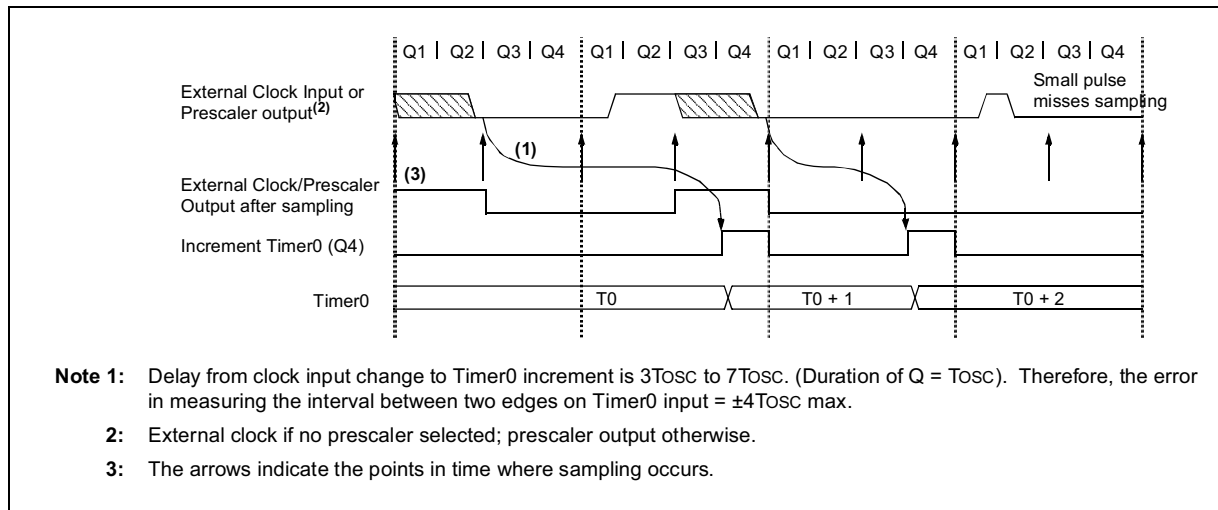 Q1 | Q2 | Q3 | Q4 | Q1 | Q2 | Q3 | Q4 Q1 | Q2 | Q3 | Q4 Q1 | Q2 | Q3 | Q4
External Clock Input or
Prescaler output(2)
Small pulse
misses sampling
(1)
(3)
External Clock/Prescaler
Output after sampling
Increment Timer0 (Q4)
Timer0
T0
T0 + 1
T0 + 2
Note 1: Delay from clock input change to Timer0 increment is 3TOSC to 7TOSC. (Duration of Q = TOSC). Therefore, the error
in measuring the interval between two edges on Timer0 input = ±4TOSC max.
2: External clock if no prescaler selected; prescaler output otherwise.
3: The arrows indicate the points in time where sampling occurs.